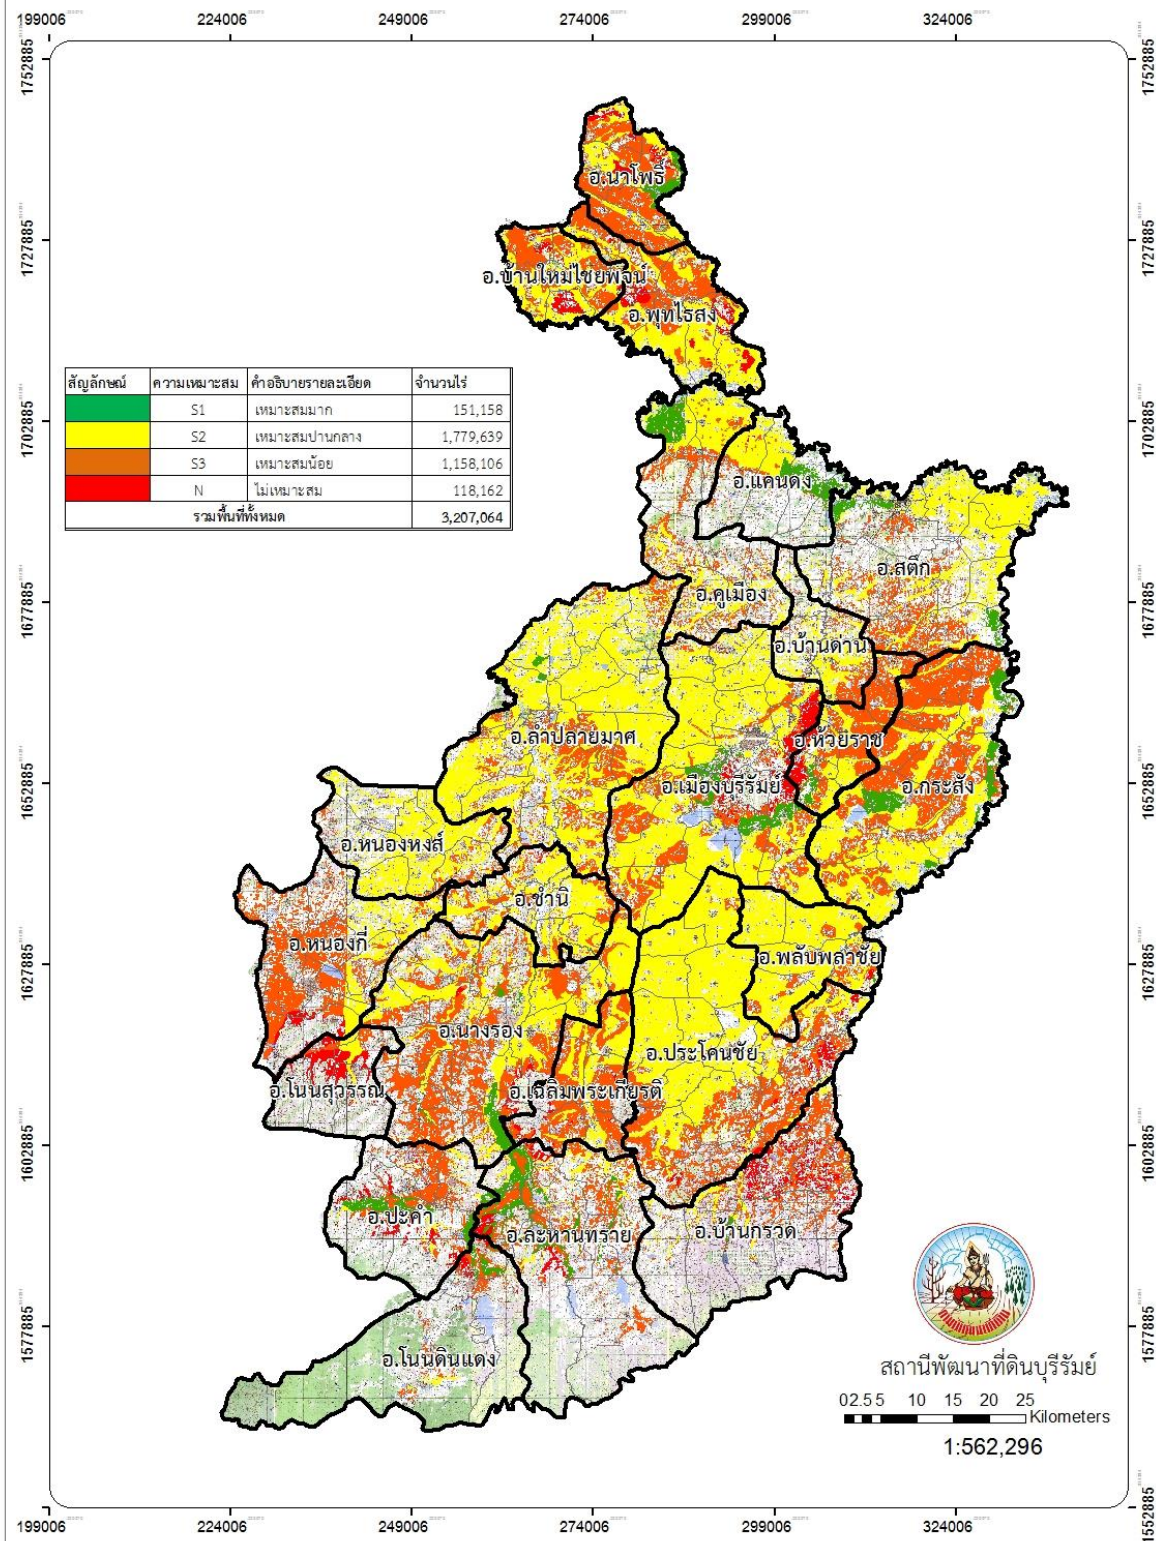 199006 224006 249006 274006 299006 324006
1752885 1752885
อ.นาโพธิ์
1727885 1727885
อ.บ้านใหม่ไชยพจน์
อ.พุทไธสง
สัญลักษณ์ ความเหมาะสม คำอธิบายรายละเอียด จำนวนไร่
S1 เหมาะสมมาก 151,158
S2 เหมาะสมปานกลาง 1,779,639
S3 เหมาะสมน้อย 1,158,106
N ไม่เหมาะสม 118,162
รวมพื้นที่ทั้งหมด 3,207,064
1702885 1702885
อ.แคนดง
อ.สตึก
อ.คูเมือง
1677885 1677885
อ.บ้านด่าน
อ.ลำปลายมาศ
อ.ห้วยราช
อ.เมืองบุรีรัมย์
อ.กระสัง
1652885 1652885
อ.หนองหงส์
อ.ชำนิ
อ.หนองกี่
อ.พลับพลาชัย
1627885 1627885
อ.นางรอง
อ.ประโคนชัย
อ.โนนสุวรรณ
อ.เฉลิมพระเกียรติ
1602885 1602885
อ.ปะคำ
อ.ละหานทราย
อ.บ้านกรวด
1577885 1577885
อ.โนนดินแดง
สถานีพัฒนาที่ดินบุรีรัมย์
0 2.5 5 10 15 20 25
Kilometers
1:562,296
1552885
199006 224006 249006 274006 299006 324006